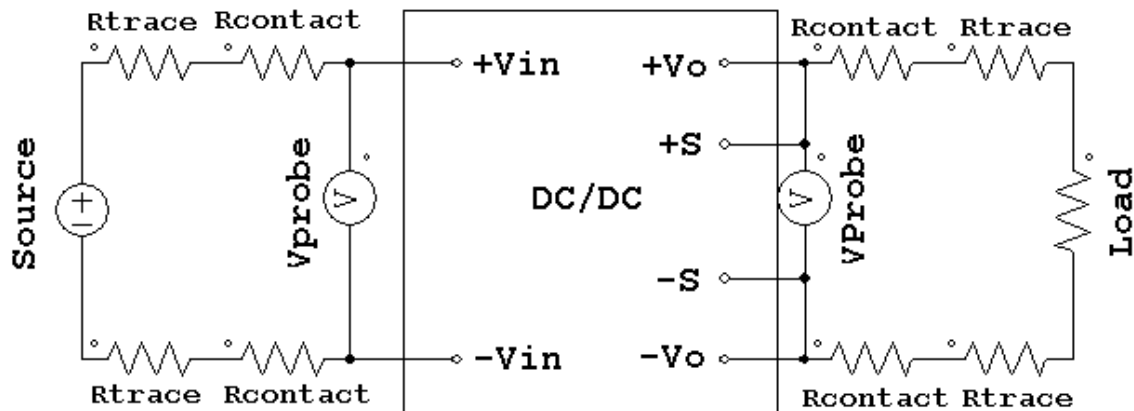 Rtrace Rcontact
Rcontact Rtrace
+Vin
+Vo
+S
Source
Vprobe
V
DC/DC
V
VProbe
Load
-S
-Vin
-Vo
Rtrace Rcontact
Rcontact Rtrace